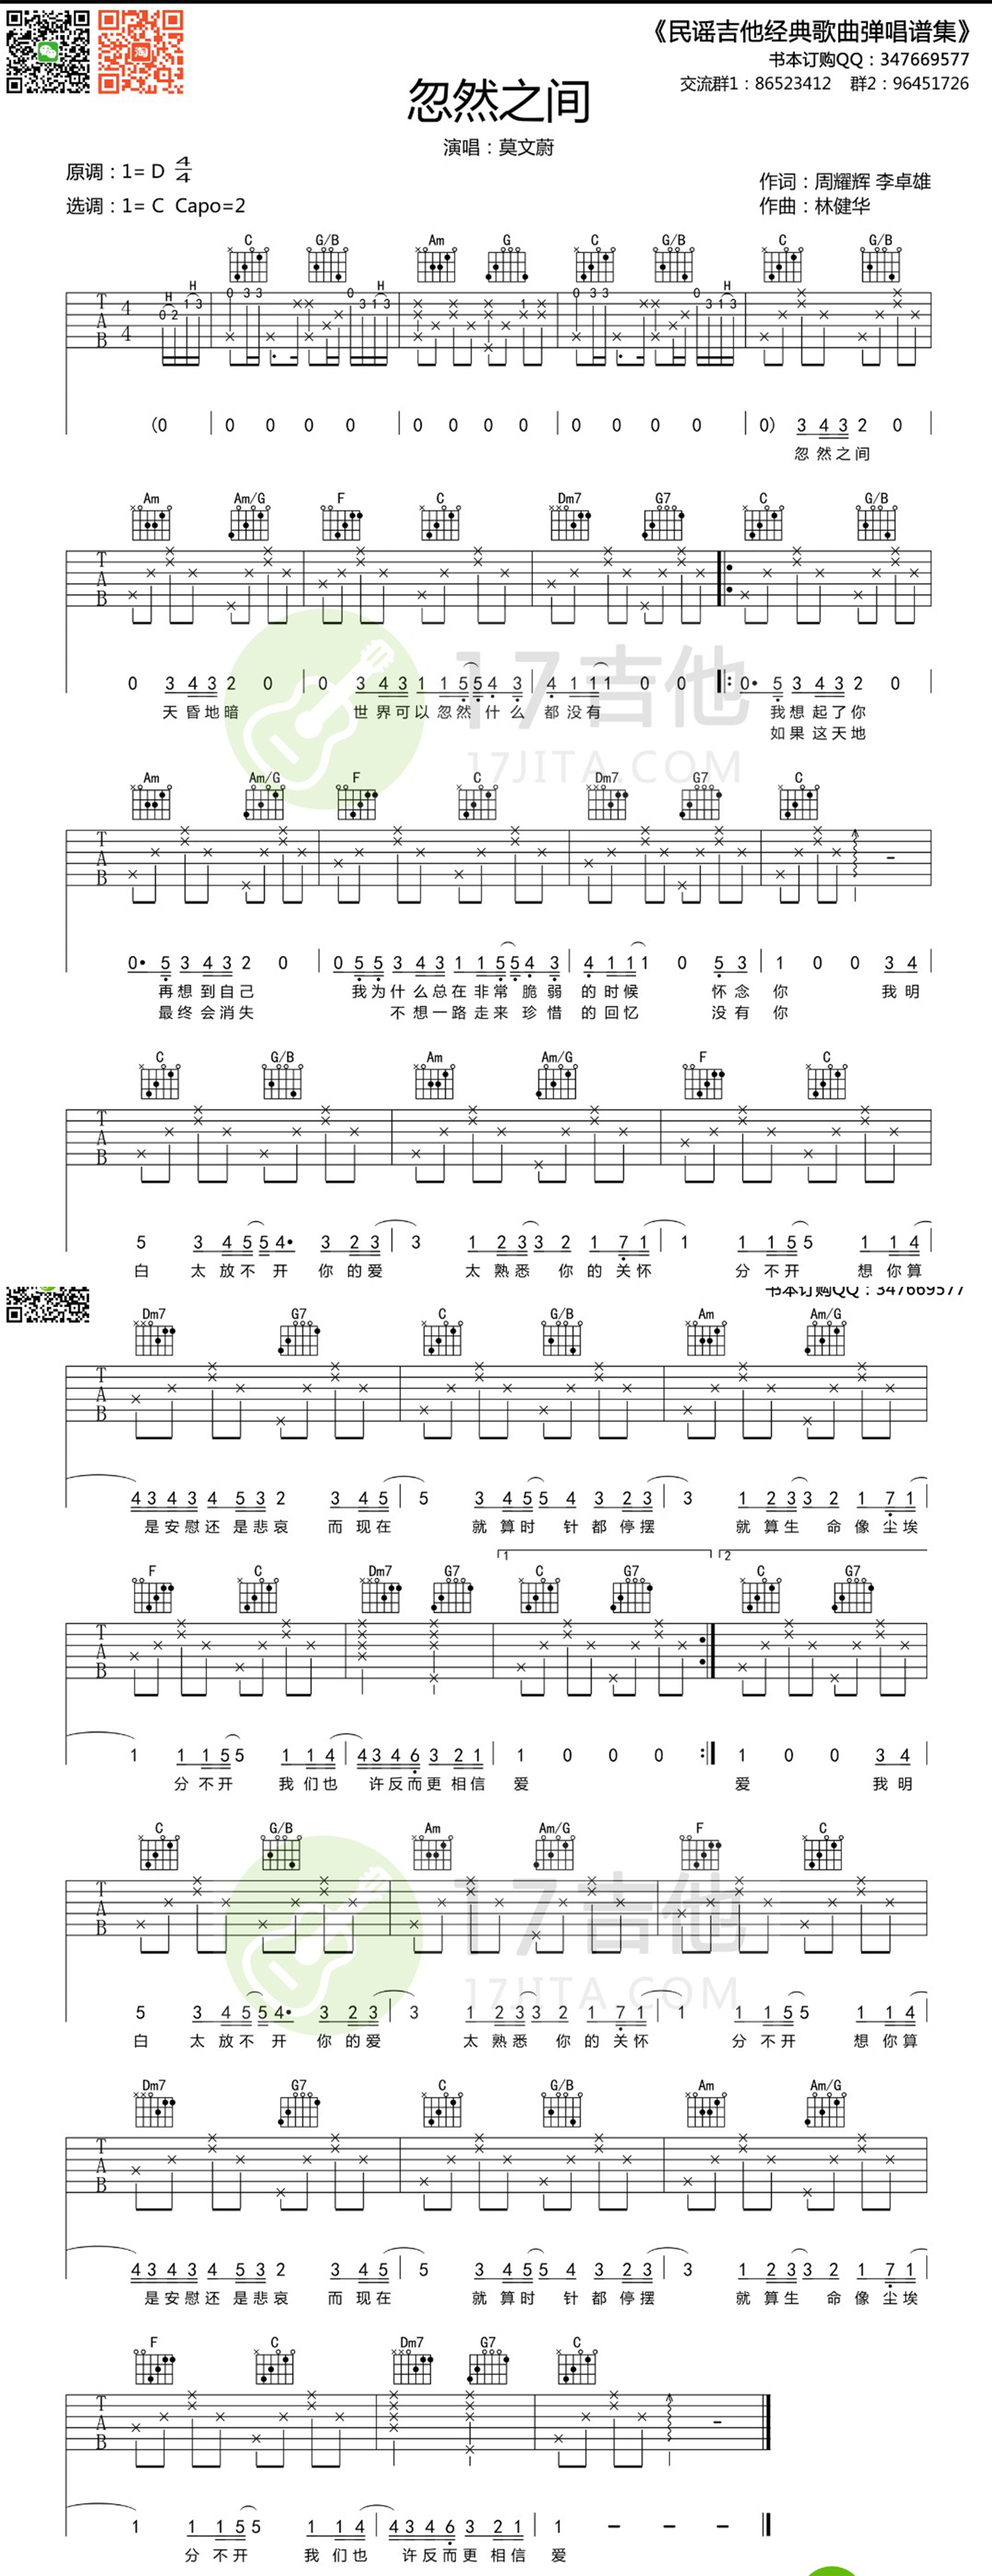 《民谣吉他经典歌曲弹唱谱集》
书本订购QQ：347669577
交流群1：86523412 群2：96451726
忽然之间
演唱：莫文蔚
原调：1= D 4/4
选调：1= C Capo=2
作词：周耀辉 李卓雄
作曲：林健华
C G/B Am G C G/B C G/B
H H H H
T A B 4 4
(0 | 0 0 0 0 | 0 0 0 0 | 0 0 0 0 | 0) 3 4 3 2 0 |
忽然之间
Am Am/G F C Dm7 G7 C G/B
T A B
0 3 4 3 2 0 | 0 3 4 3 1 1 5 5 4 3 | 4 1 1 1 0 0 |: 0· 5 3 4 3 2 0
天昏地暗 世界可以忽然什么都没有 我想起了你
如果这天地
17吉他
17JITA.COM
Am Am/G F C Dm7 G7 C
T A B
0· 5 3 4 3 2 0 | 0 5 5 3 4 3 1 1 5 5 4 3 | 4 1 1 1 0 5 3 | 1 0 0 3 4 |
再想到自己 我为什么总在非常脆弱的时候 怀念你 我明
最终会消失 不想一路走来珍惜的回忆 没有你
C G/B Am Am/G F C
T A B
5 3 4 5 5 4· 3 2 3 | 3 1 2 3 3 2 1 7 1 | 1 1 1 5 5 1 1 4 |
白 太放不开 你的爱 太熟悉 你的关怀 分不开 想你算
书本订购QQ：347669577
Dm7 G7 C G/B Am Am/G
T A B
4 3 4 3 4 5 3 2 3 4 5 | 5 3 4 5 5 4 3 2 3 | 3 1 2 3 3 2 1 7 1 |
是安慰还是悲哀 而现在 就算时针都停摆 就算生命像尘埃
1 2
F C Dm7 G7 C G7 C G7
T A B
1 1 1 5 5 1 1 4 | 4 3 4 6 3 2 1 | 1 0 0 0 :| 1 0 0 3 4 |
分不开 我们也许反而更相信爱 爱 我明
C G/B Am Am/G F C
T A B
5 3 4 5 5 4· 3 2 3 | 3 1 2 3 3 2 1 7 1 | 1 1 1 5 5 1 1 4 |
白 太放不开 你的爱 太熟悉 你的关怀 分不开 想你算
17吉他
17JITA.COM
Dm7 G7 C G/B Am Am/G
T A B
4 3 4 3 4 5 3 2 3 4 5 | 5 3 4 5 5 4 3 2 3 | 3 1 2 3 3 2 1 7 1 |
是安慰还是悲哀 而现在 就算时针都停摆 就算生命像尘埃
F C Dm7 G7 C
T A B
1 1 1 5 5 1 1 4 | 4 3 4 6 3 2 1 | 1 - - -
分不开 我们也许反而更相信爱